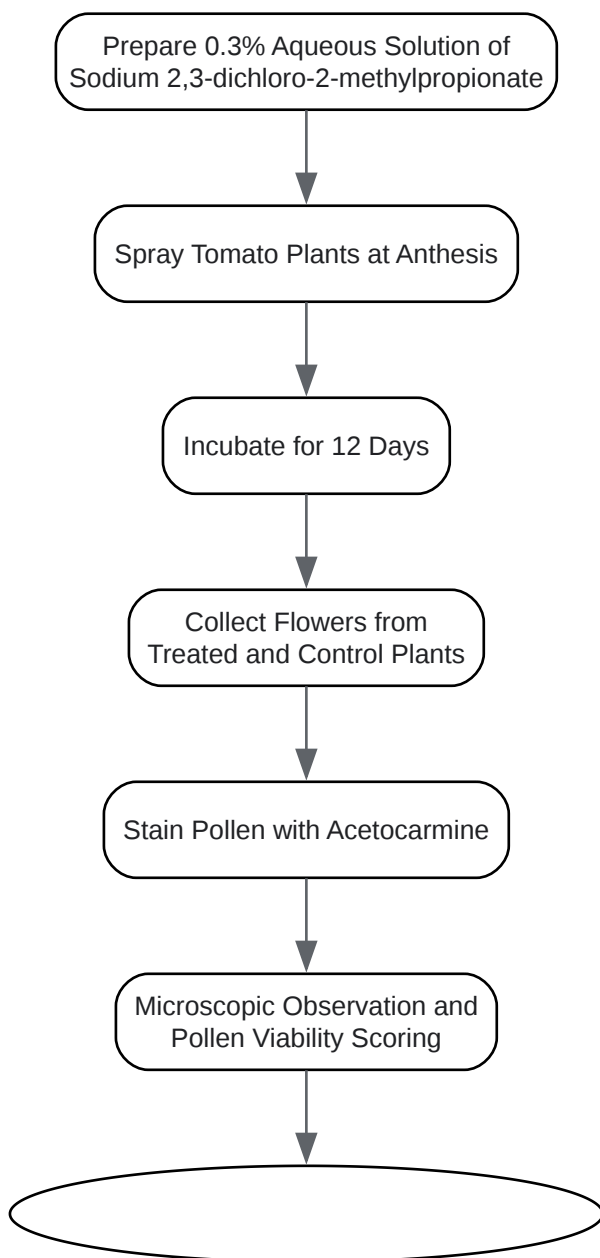 Prepare 0.3% Aqueous Solution of
Sodium 2,3-dichloro-2-methylpropionate
Spray Tomato Plants at Anthesis
Incubate for 12 Days
Collect Flowers from
Treated and Control Plants
Stain Pollen with Acetocarmine
Microscopic Observation and
Pollen Viability Scoring